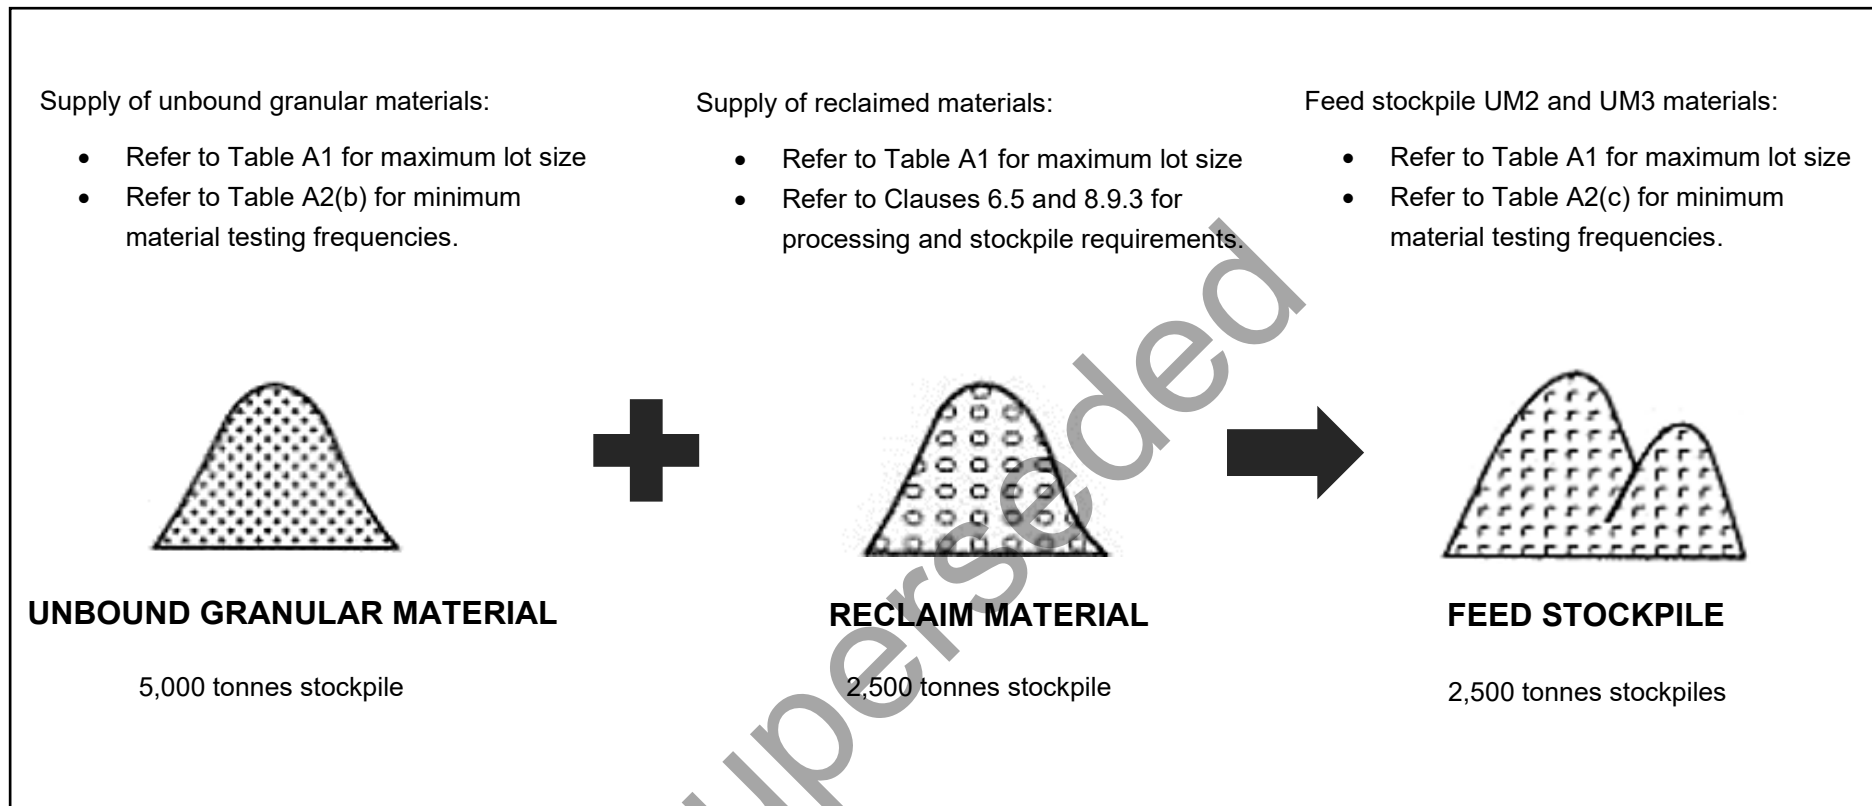 Supply of unbound granular materials:
• Refer to Table A1 for maximum lot size
• Refer to Table A2(b) for minimum
material testing frequencies.
Supply of reclaimed materials:
• Refer to Table A1 for maximum lot size
• Refer to Clauses 6.5 and 8.9.3 for
processing and stockpile requirements.
Feed stockpile UM2 and UM3 materials:
• Refer to Table A1 for maximum lot size
• Refer to Table A2(c) for minimum
material testing frequencies.
UNBOUND GRANULAR MATERIAL
5,000 tonnes stockpile
RECLAIM MATERIAL
2,500 tonnes stockpile
FEED STOCKPILE
2,500 tonnes stockpiles
uperseded